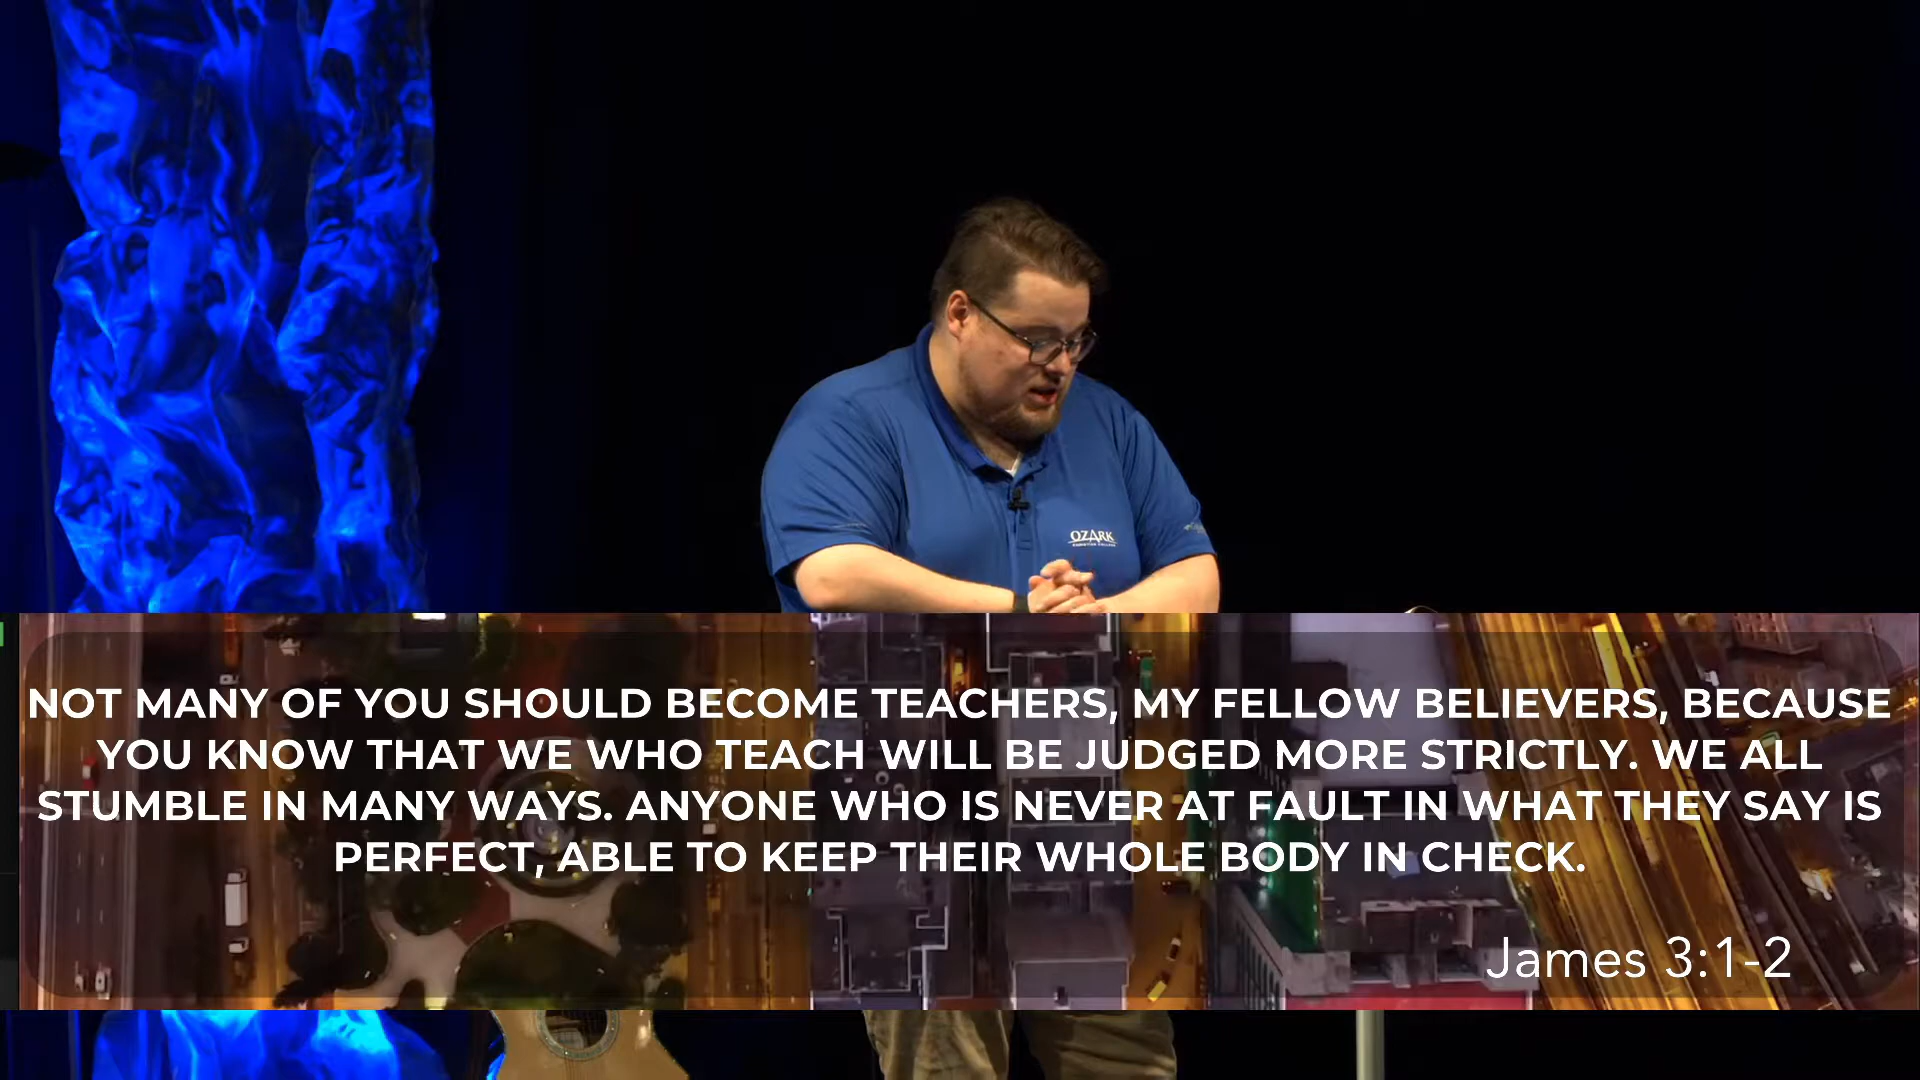 OZARK
CHRISTIAN COLLEGE
NOT MANY OF YOU SHOULD BECOME TEACHERS, MY FELLOW BELIEVERS, BECAUSE
YOU KNOW THAT WE WHO TEACH WILL BE JUDGED MORE STRICTLY. WE ALL
STUMBLE IN MANY WAYS. ANYONE WHO IS NEVER AT FAULT IN WHAT THEY SAY IS
PERFECT, ABLE TO KEEP THEIR WHOLE BODY IN CHECK.
James 3:1-2